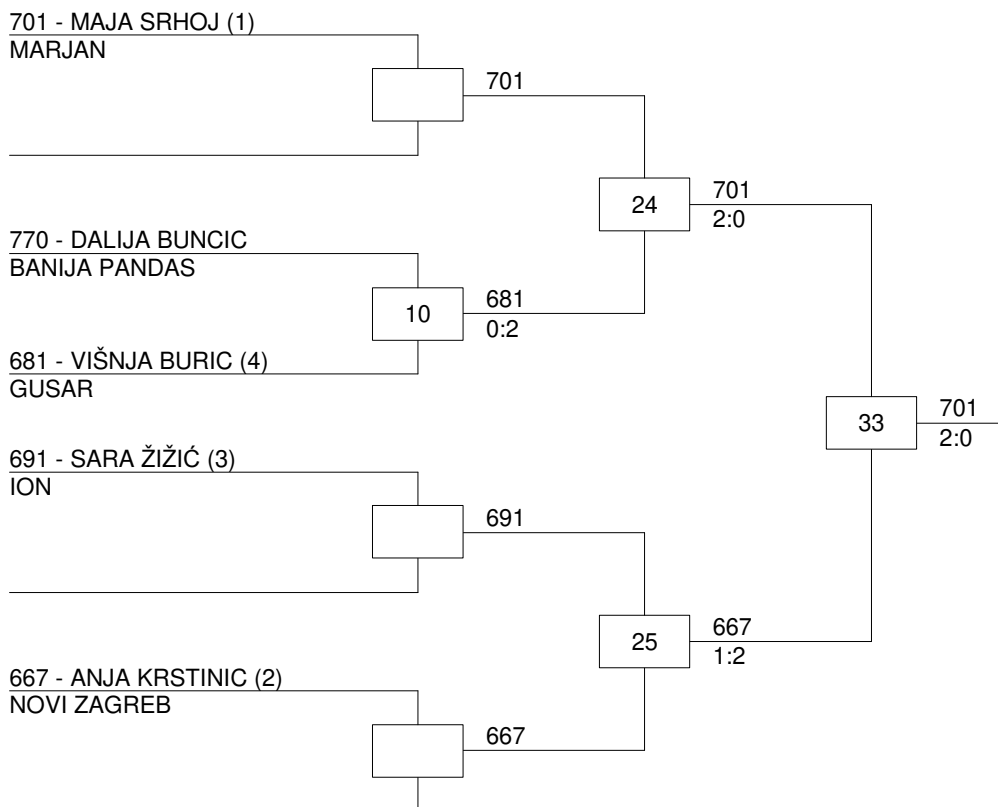 701 - MAJA SRHOJ (1)
MARJAN
701
24
701
2:0
770 - DALIJA BUNCIC
BANIJA PANDAS
10
681
0:2
681 - VIŠNJA BURIC (4)
GUSAR
33
701
2:0
691 - SARA ŽIŽIĆ (3)
ION
691
25
667
1:2
667 - ANJA KRSTINIC (2)
NOVI ZAGREB
667